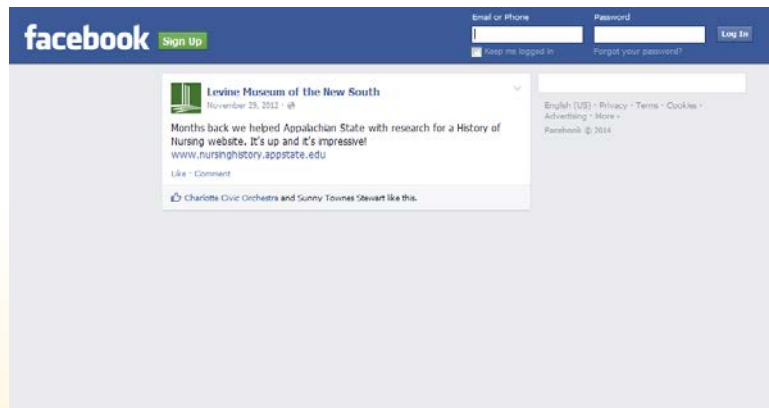 Email or Phone Password
facebook Sign Up Log In
Keep me logged in Forgot your password?
Levine Museum of the New South
November 29, 2012 ·
Months back we helped Appalachian State with research for a History of
Nursing website. It's up and it's impressive!
www.nursinghistory.appstate.edu
Like · Comment
Charlotte Civic Orchestra and Sunny Townes Stewart like this.
English (US) · Privacy · Terms · Cookies ·
Advertising · More
Facebook © 2014